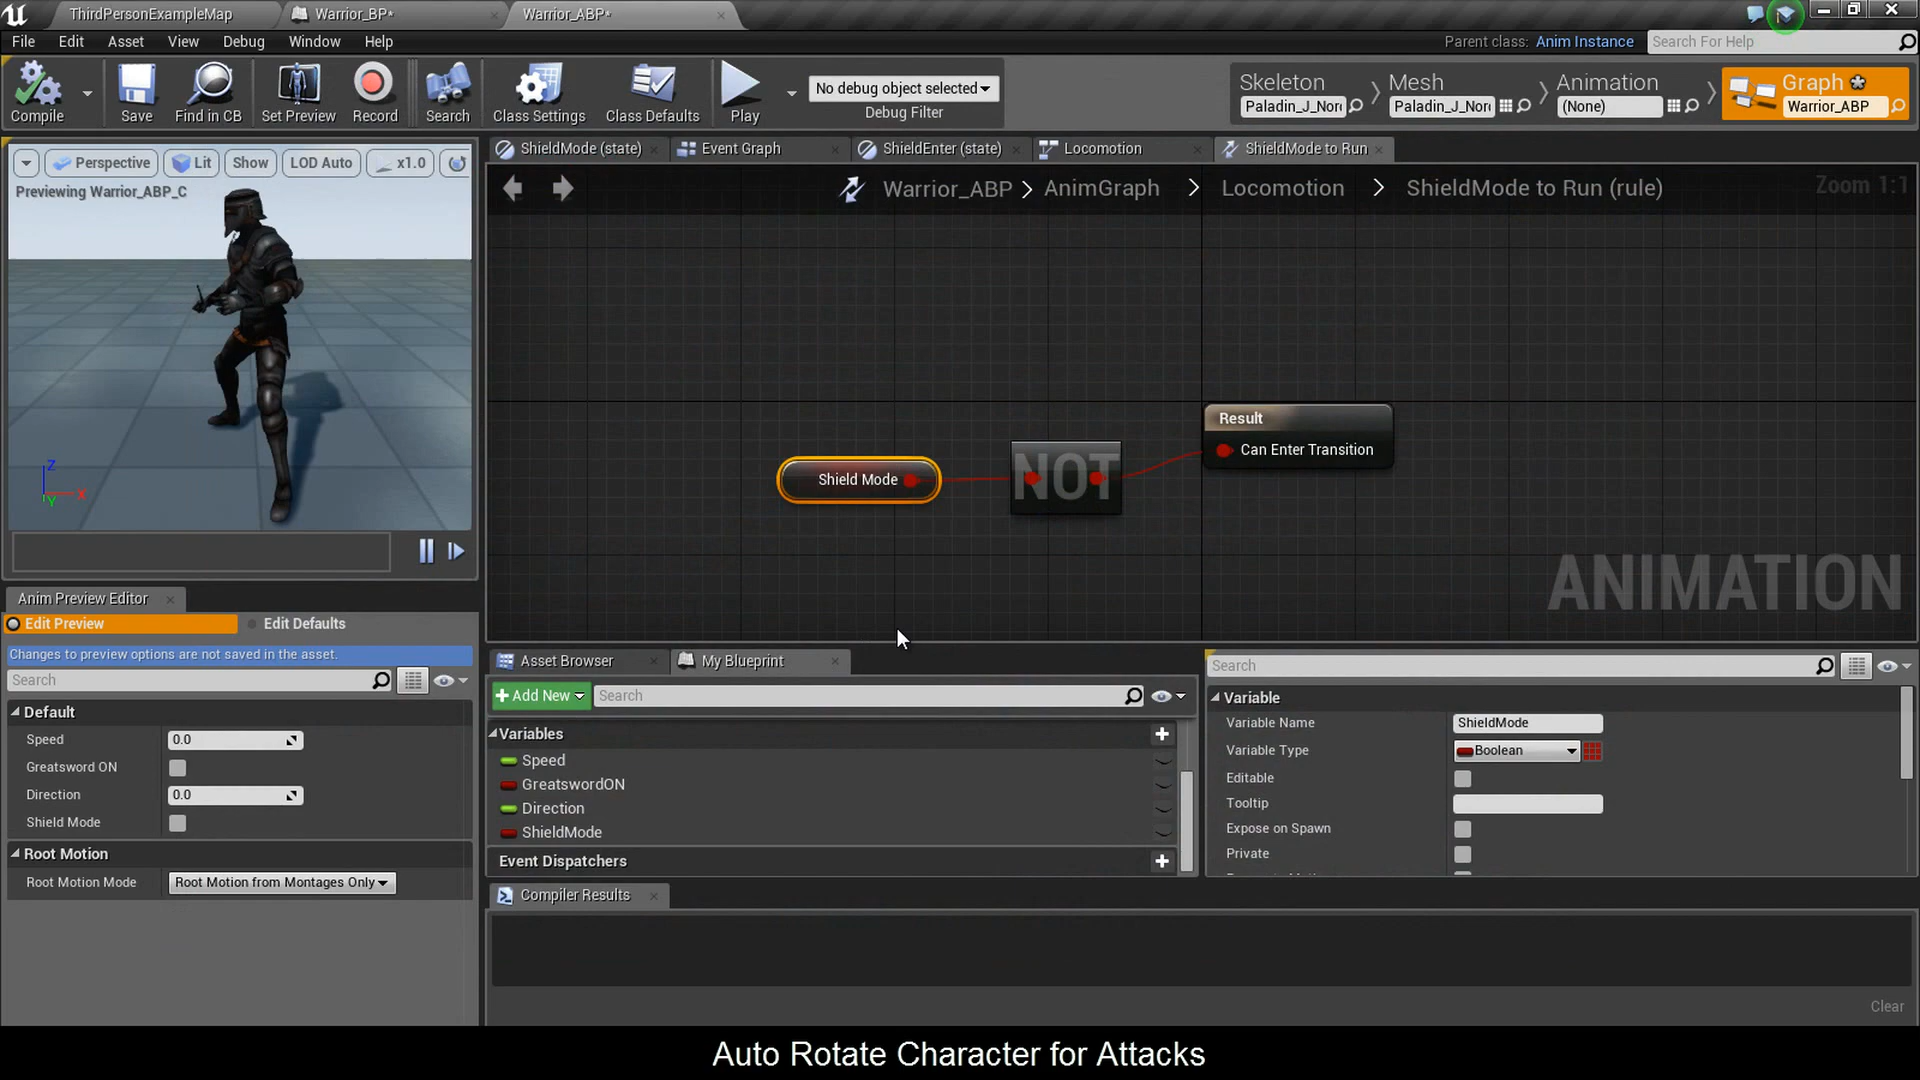 ThirdPersonExampleMap
Warrior_BP*
Warrior_ABP*
File Edit Asset View Debug Window Help
Parent class: Anim Instance
Search For Help
Compile
Save
Find in CB
Set Preview
Record
Search
Class Settings
Class Defaults
Play
No debug object selected
Debug Filter
Skeleton
Paladin_J_Nor
Mesh
Paladin_J_Nor
Animation
(None)
Graph
Warrior_ABP
Perspective
Lit
Show
LOD Auto
x1.0
Previewing Warrior_ABP_C
Z
X
Y
ShieldMode (state)
Event Graph
ShieldEnter (state)
Locomotion
ShieldMode to Run
Warrior_ABP > AnimGraph > Locomotion > ShieldMode to Run (rule)
Zoom 1:1
Shield Mode
NOT
Result
Can Enter Transition
ANIMATION
Anim Preview Editor
Edit Preview
Edit Defaults
Changes to preview options are not saved in the asset.
Search
Default
Speed 0.0
Greatsword ON
Direction 0.0
Shield Mode
Root Motion
Root Motion Mode Root Motion from Montages Only
Asset Browser
My Blueprint
+ Add New
Search
Variables
Speed
GreatswordON
Direction
ShieldMode
Event Dispatchers
Search
Variable
Variable Name ShieldMode
Variable Type Boolean
Editable
Tooltip
Expose on Spawn
Private
Compiler Results
Clear
Auto Rotate Character for Attacks